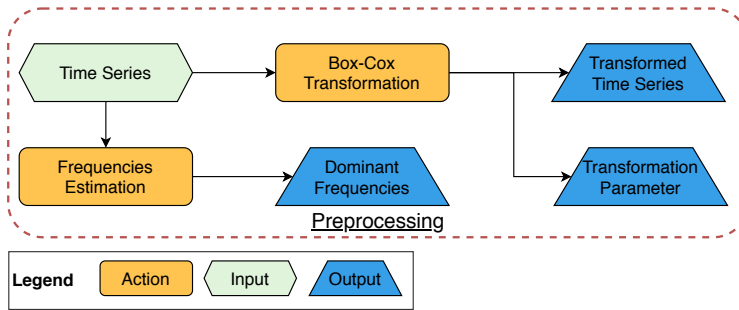 Time Series
Box-Cox
Transformation
Transformed
Time Series
Frequencies
Estimation
Dominant
Frequencies
Transformation
Parameter
Preprocessing
Legend
Action
Input
Output